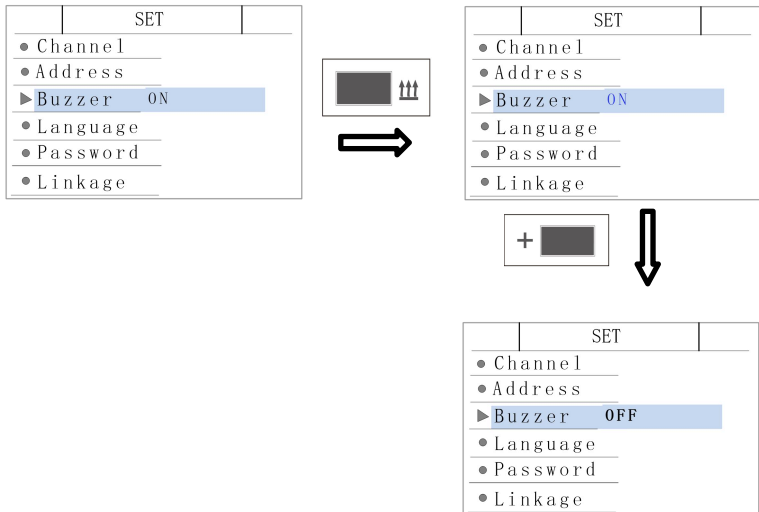 SET
Channel
Address
Buzzer ON
Language
Password
Linkage
SET
Channel
Address
Buzzer ON
Language
Password
Linkage
+
SET
Channel
Address
Buzzer OFF
Language
Password
Linkage